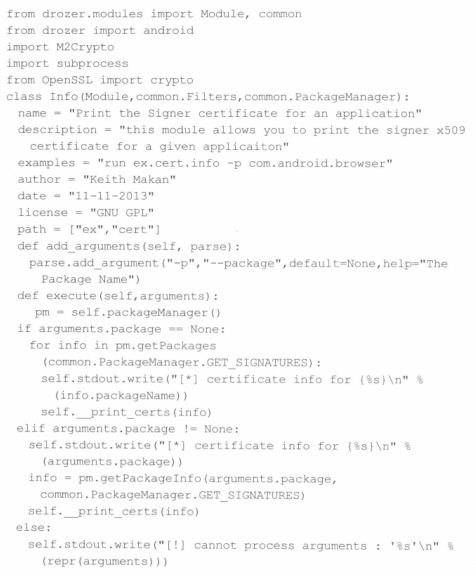 from drozer.modules import Module, common
from drozer import android
import M2Crypto
import subprocess
from OpenSSL import crypto
class Info(Module,common.Filters,common.PackageManager):
  name = "Print the Signer certificate for an application"
  description = "this module allows you to print the signer x509
    certificate for a given applicaiton"
  examples = "run ex.cert.info -p com.android.browser"
  author = "Keith Makan"
  date = "11-11-2013"
  license = "GNU GPL"
  path = ["ex","cert"]
  def add_arguments(self, parse):
    parse.add_argument("-p","--package",default=None,help="The
      Package Name")
  def execute(self,arguments):
     pm = self.packageManager()
  if arguments.package == None:
    for info in pm.getPackages
      (common.PackageManager.GET_SIGNATURES):
      self.stdout.write("[*] certificate info for {%s}\n" %
        (info.packageName))
      self.__print_certs(info)
  elif arguments.package != None:
    self.stdout.write("[*] certificate info for {%s}\n" %
      (arguments.package))
    info = pm.getPackageInfo(arguments.package,
      common.PackageManager.GET_SIGNATURES)
    self.__print_certs(info)
  else:
    self.stdout.write("[!] cannot process arguments : '%s'\n" %
      (repr(arguments)))